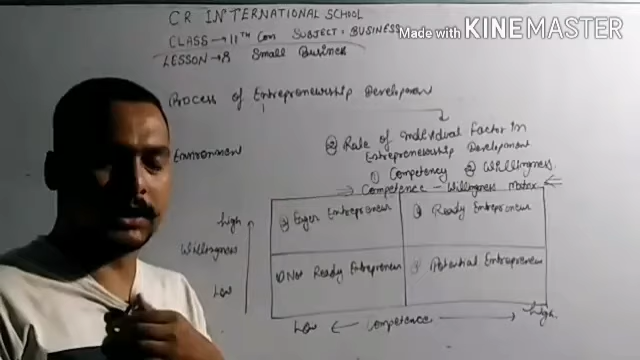 CR INTERNATIONAL SCHOOL
CLASS → 11TH Com SUBJECT: BUSINESS
LESSON → 8 Small Business
Made with KINEMASTER
Process of Entrepreneurship Development
Environment
② Role of individual Factor in
Entrepreneurship Development
① Competency ② Willingness
⇒ Competence - Willingness Matrix ⇐
high
Willingness
Low
② Eager Entrepreneur
③ Ready Entrepreneur
① Not Ready Entrepreneur
Potential Entrepreneur
Low ← Competence → high